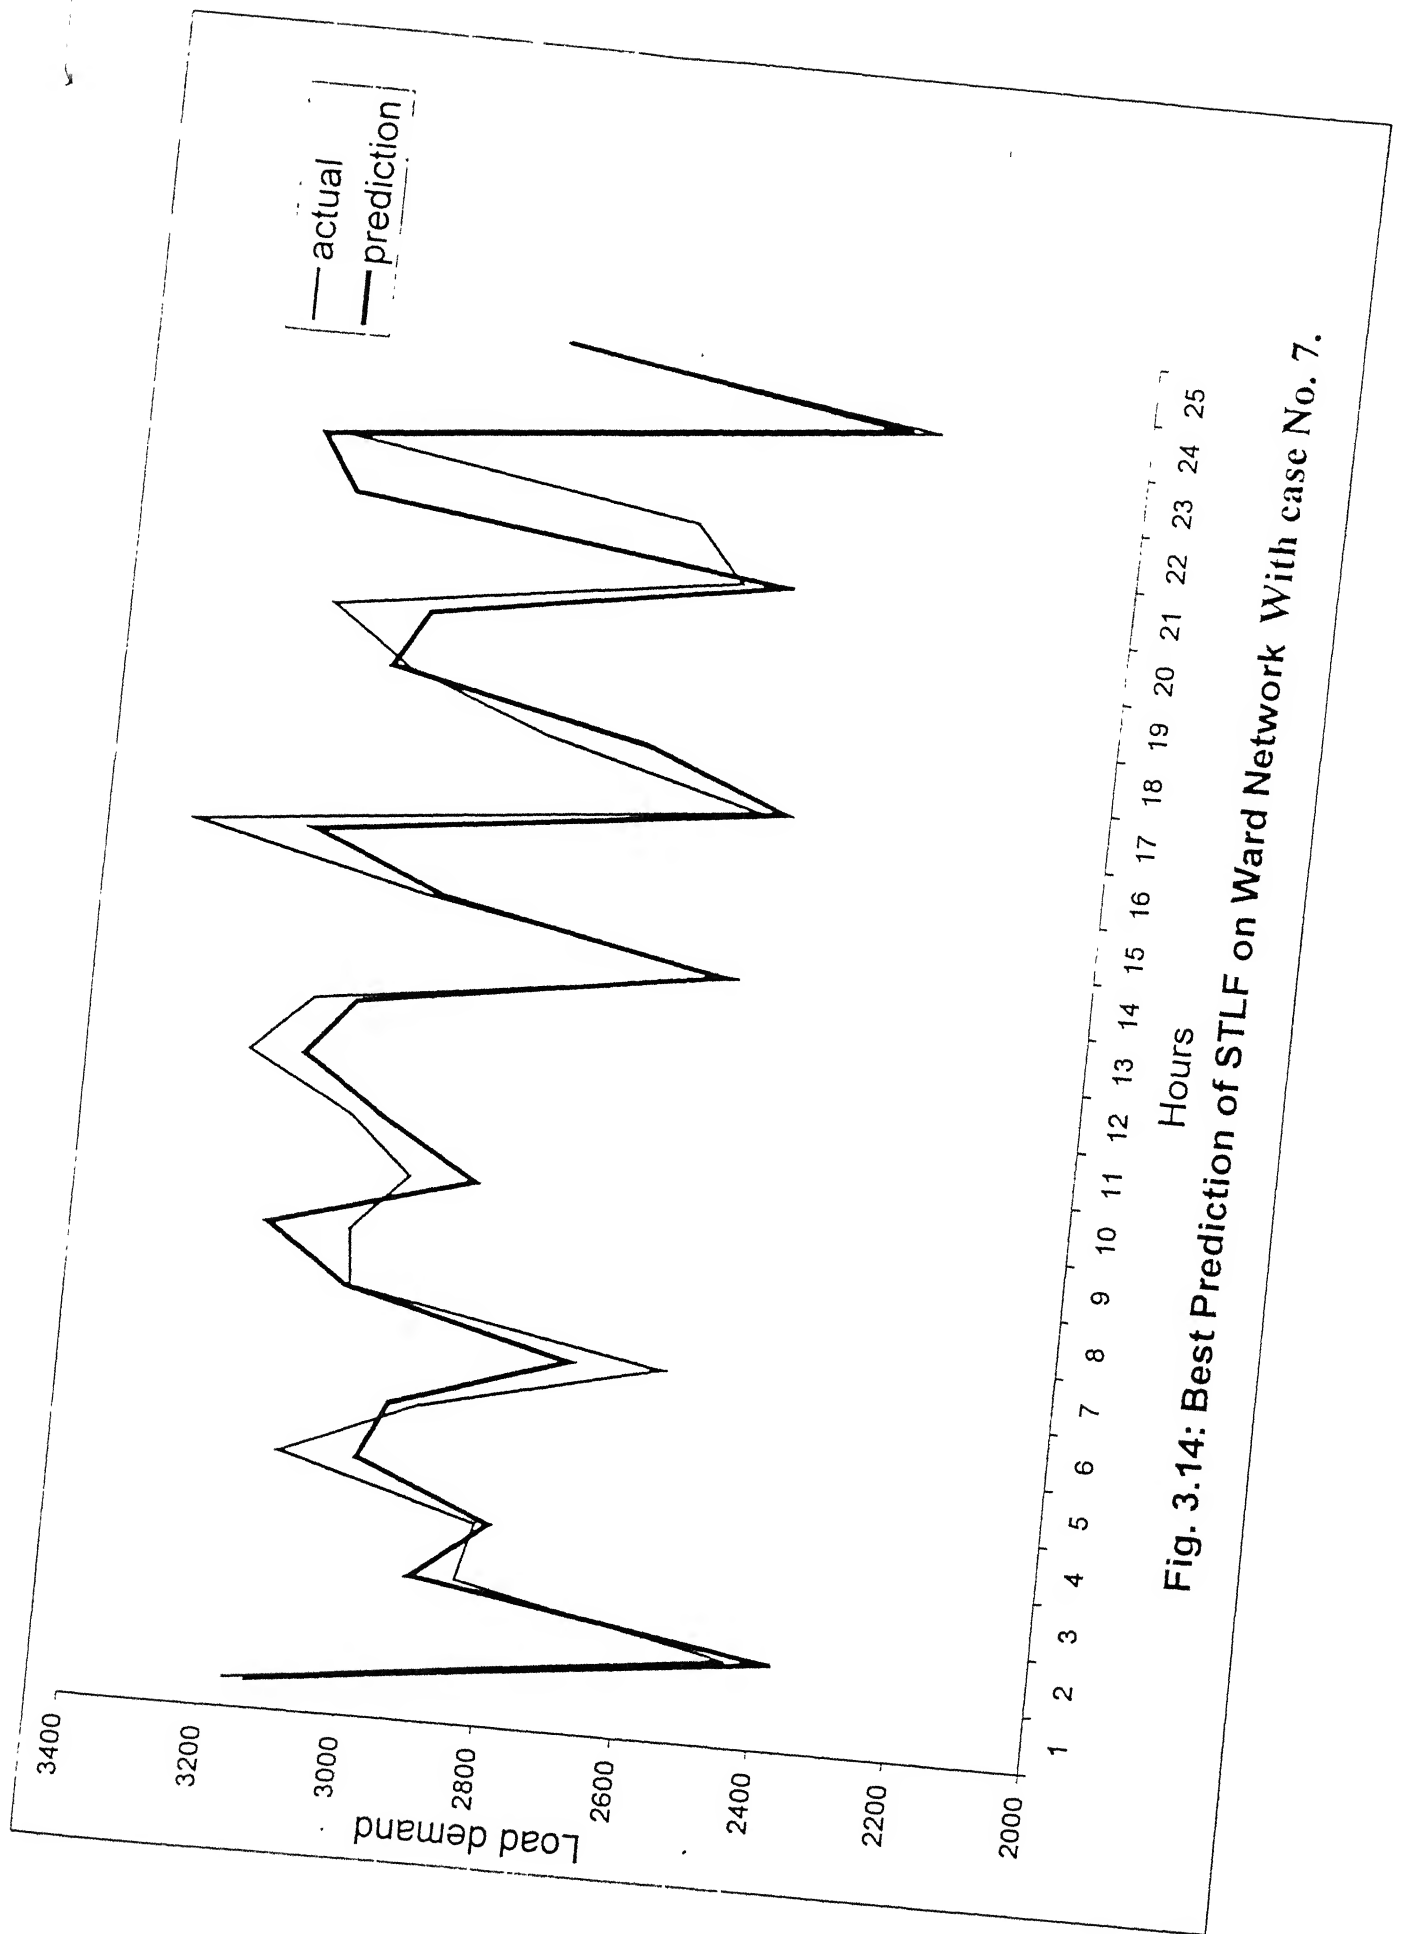 actual
prediction
3400
3200
3000
2800
2600
2400
2200
2000
Load demand
1 2 3 4 5 6 7 8 9 10 11 12 13 14 15 16 17 18 19 20 21 22 23 24 25
Hours
Fig. 3.14: Best Prediction of STLF on Ward Network With case No. 7.